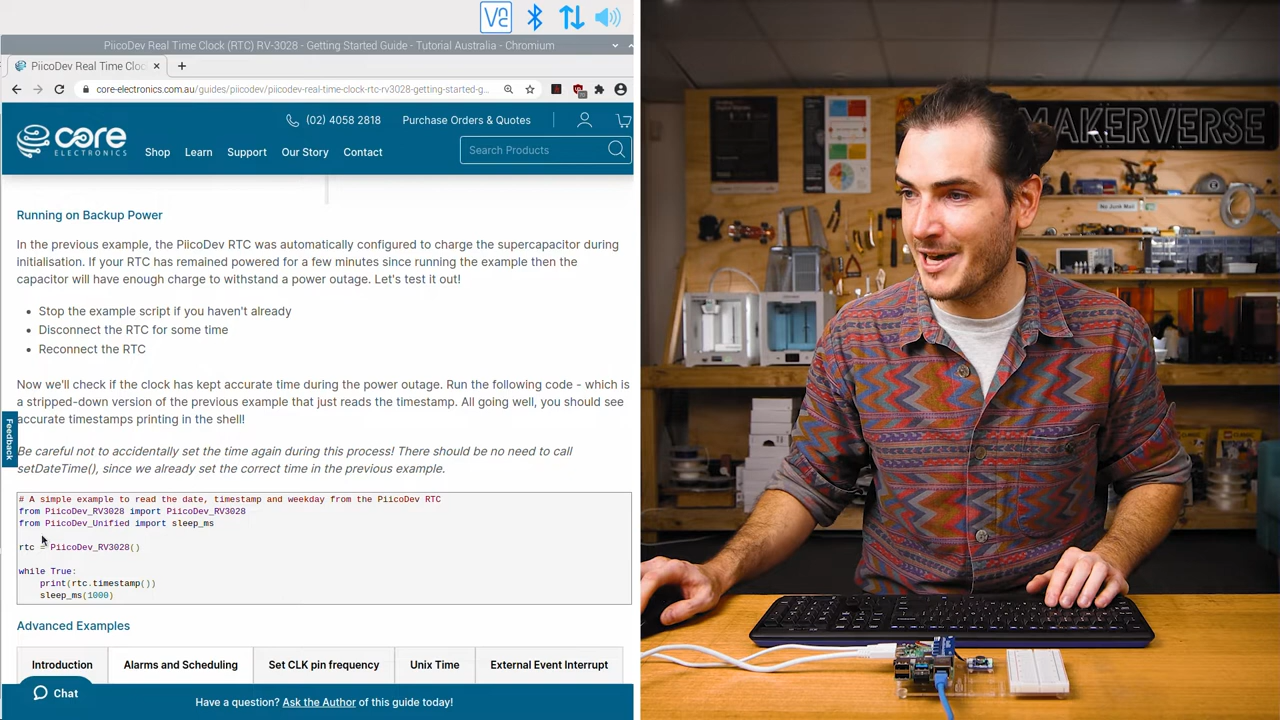 PiicoDev Real Time Clock (RTC) RV-3028 - Getting Started Guide - Tutorial Australia - Chromium
PiicoDev Real Time Cloc
core-electronics.com.au/guides/piicodev/piicodev-real-time-clock-rtc-rv3028-getting-started-g...
core
ELECTRONICS
(02) 4058 2818
Purchase Orders & Quotes
Shop
Learn
Support
Our Story
Contact
Search Products
Running on Backup Power
In the previous example, the PiicoDev RTC was automatically configured to charge the supercapacitor during
initialisation. If your RTC has remained powered for a few minutes since running the example then the
capacitor will have enough charge to withstand a power outage. Let's test it out!
Stop the example script if you haven't already
Disconnect the RTC for some time
Reconnect the RTC
Now we'll check if the clock has kept accurate time during the power outage. Run the following code - which is
a stripped-down version of the previous example that just reads the timestamp. All going well, you should see
accurate timestamps printing in the shell!
Be careful not to accidentally set the time again during this process! There should be no need to call
setDateTime(), since we already set the correct time in the previous example.
# A simple example to read the date, timestamp and weekday from the PiicoDev RTC
from PiicoDev_RV3028 import PiicoDev_RV3028
from PiicoDev_Unified import sleep_ms
rtc = PiicoDev_RV3028()
while True:
print(rtc.timestamp())
sleep_ms(1000)
Advanced Examples
Introduction
Alarms and Scheduling
Set CLK pin frequency
Unix Time
External Event Interrupt
Feedback
Chat
Have a question? Ask the Author of this guide today!
MAKERVERSE
No Junk Mail